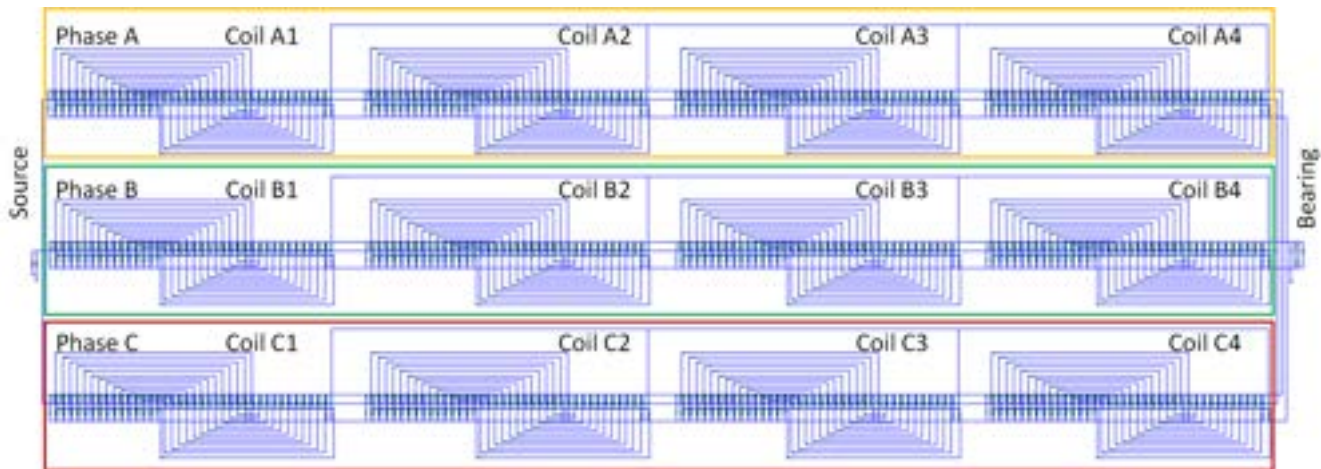 Phase A Coil A1 Coil A2 Coil A3 Coil A4
Source
Phase B Coil B1 Coil B2 Coil B3 Coil B4
Bearing
Phase C Coil C1 Coil C2 Coil C3 Coil C4